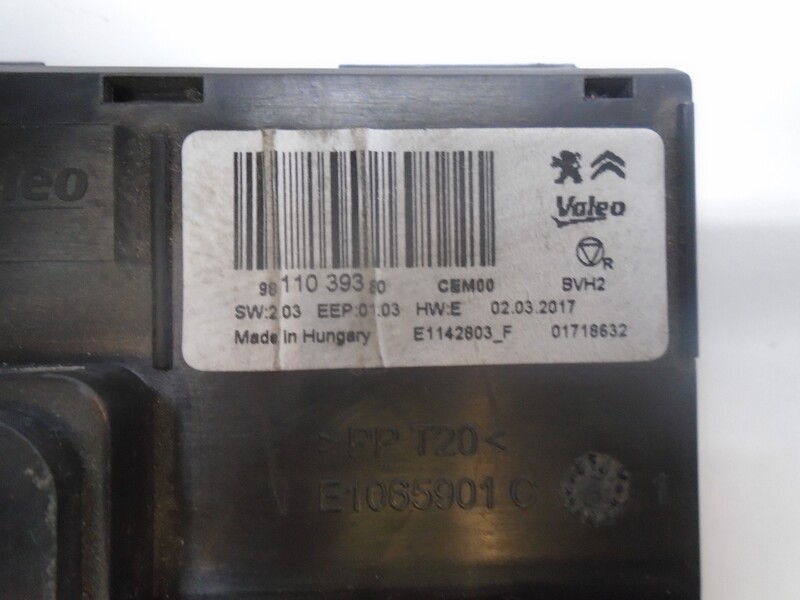 Valeo
98 110 393 80 CEM00 BVH2
R
SW:2.03 EEP:01.03 HW:E 02.03.2017
Made in Hungary E1142803_F 01718632
>PP T20<
E1065901 C